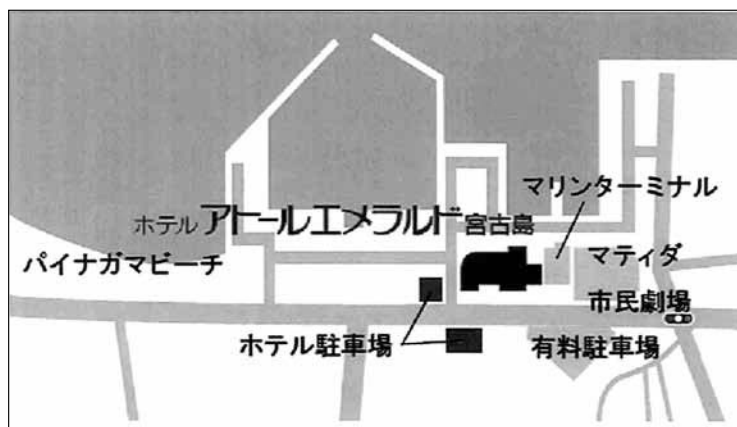 マリンターミナル
ホテル アトールエメラルド 宮古島
パイナガマビーチ
マティダ
市民劇場
ホテル駐車場
有料駐車場